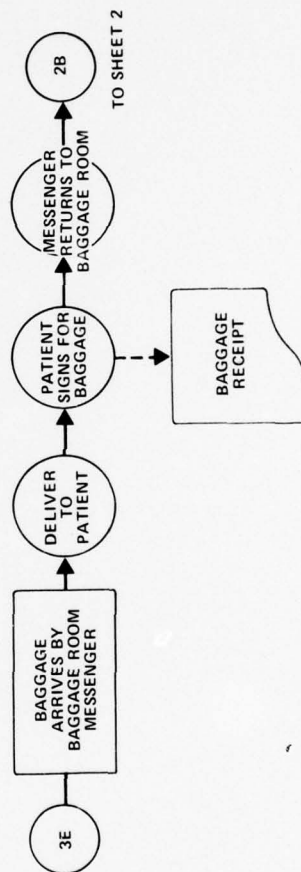 3E
BAGGAGE
ARRIVES BY
BAGGAGE ROOM
MESSENGER
DELIVER
TO
PATIENT
PATIENT
SIGNS FOR
BAGGAGE
BAGGAGE
RECEIPT
MESSENGER
RETURNS TO
BAGGAGE ROOM
2B
TO SHEET 2